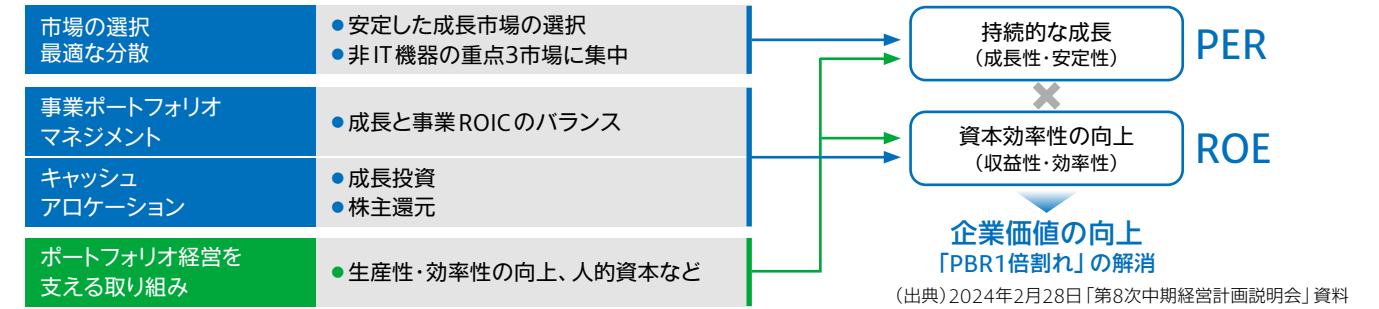 市場の選択
最適な分散
●安定した成長市場の選択
●非IT機器の重点3市場に集中
事業ポートフォリオ
マネジメント
●成長と事業ROICのバランス
キャッシュ
アロケーション
●成長投資
●株主還元
ポートフォリオ経営を
支える取り組み
●生産性・効率性の向上、人的資本など
持続的な成長
（成長性・安定性）
PER
×
資本効率性の向上
（収益性・効率性）
ROE
企業価値の向上
「PBR1倍割れ」の解消
（出典）2024年2月28日「第8次中期経営計画説明会」資料